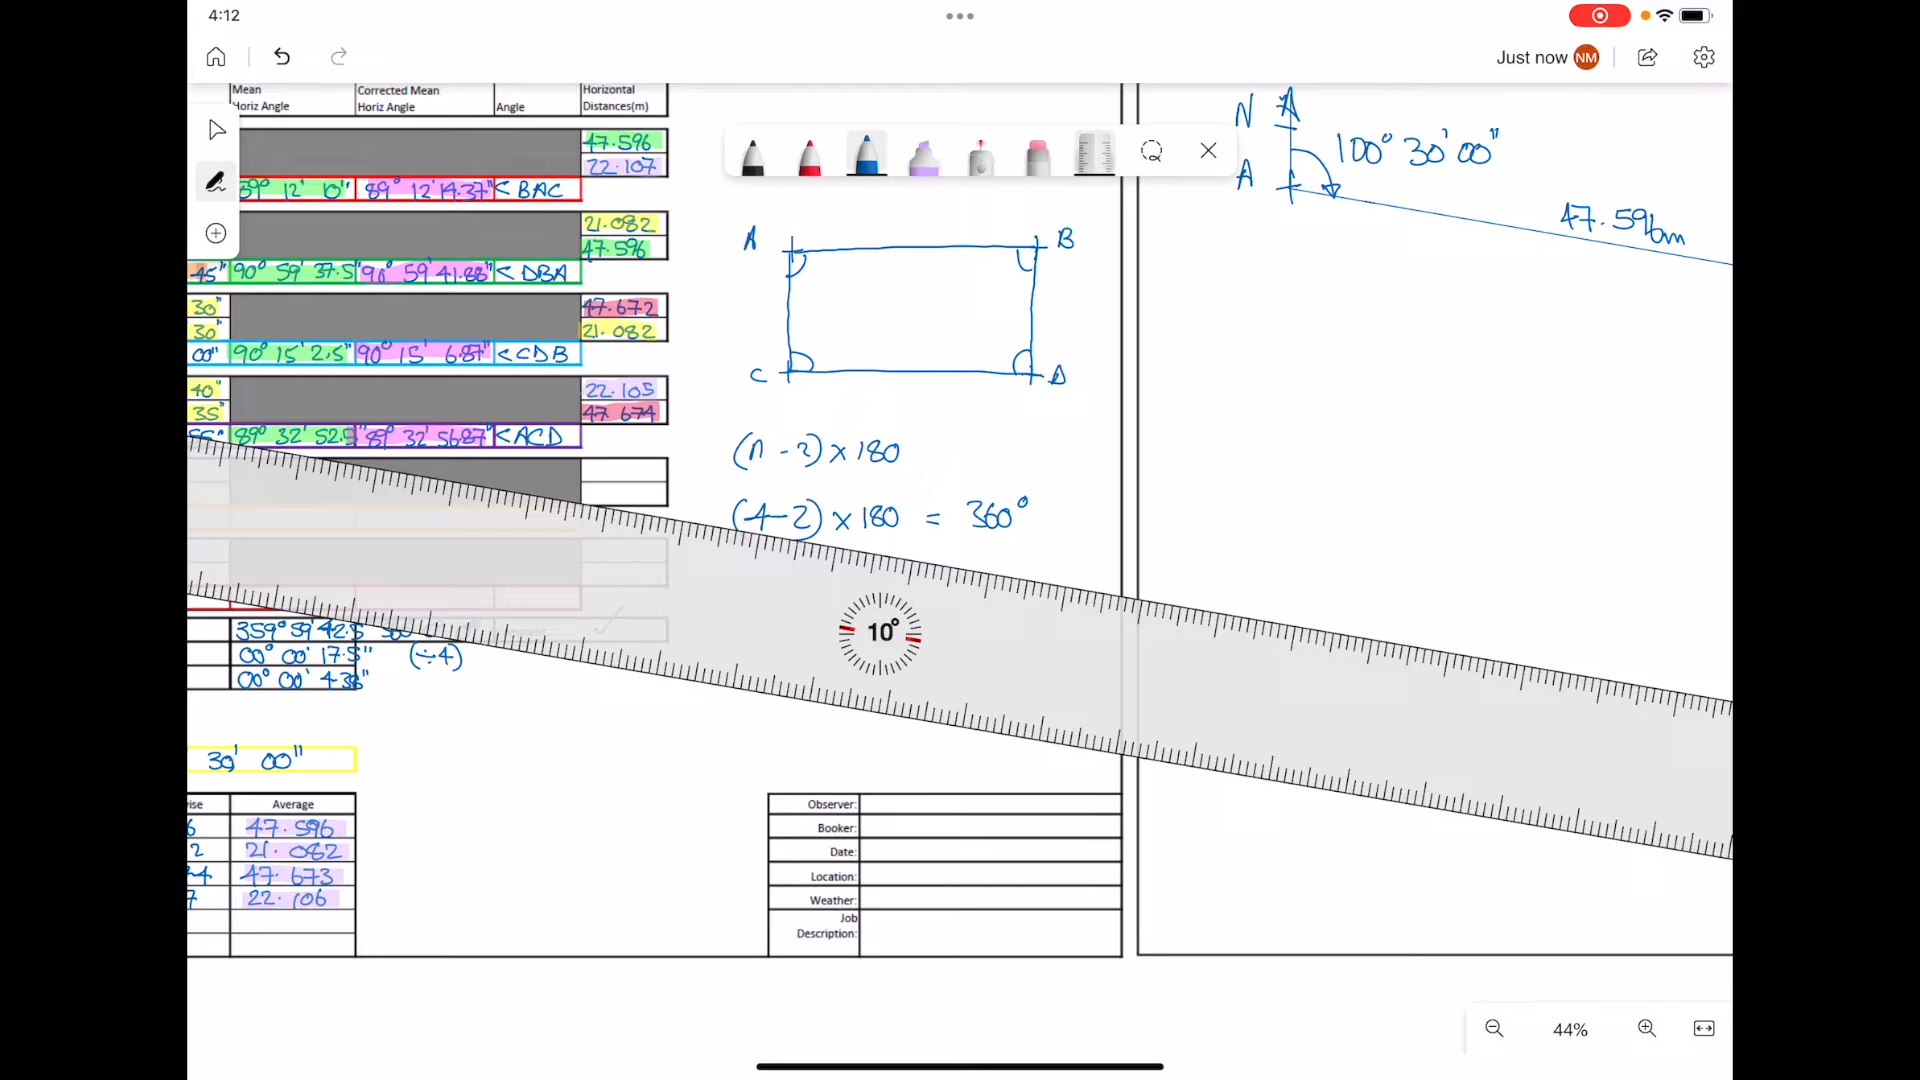 4:12
Just now NM
Mean
Horiz Angle
Corrected Mean
Horiz Angle
Angle
Horizontal
Distances(m)
47.596
22.107
89° 12' 10" 89° 12' 14.37" < BAC
21.082
47.596
45" 90° 59' 37.5" 90° 59' 41.88" < DBA
30" 47.672
30" 21.082
00" 90° 15' 2.5" 90° 15' 6.87" < CDB
40" 22.105
35" 47.674
89° 32' 52.5" 89° 32' 56.87" < ACD
359° 59' 42.5
00° 00' 17.5" (÷4)
00° 00' 4.38"
30' 00"
Average
47.596
2 21.082
47.673
22.106
A B
C D
(n - 2) × 180
(4 - 2) × 180 = 360°
10°
Observer:
Booker:
Date:
Location:
Weather:
Job
Description:
N
A
100° 30' 00"
47.596m
44%